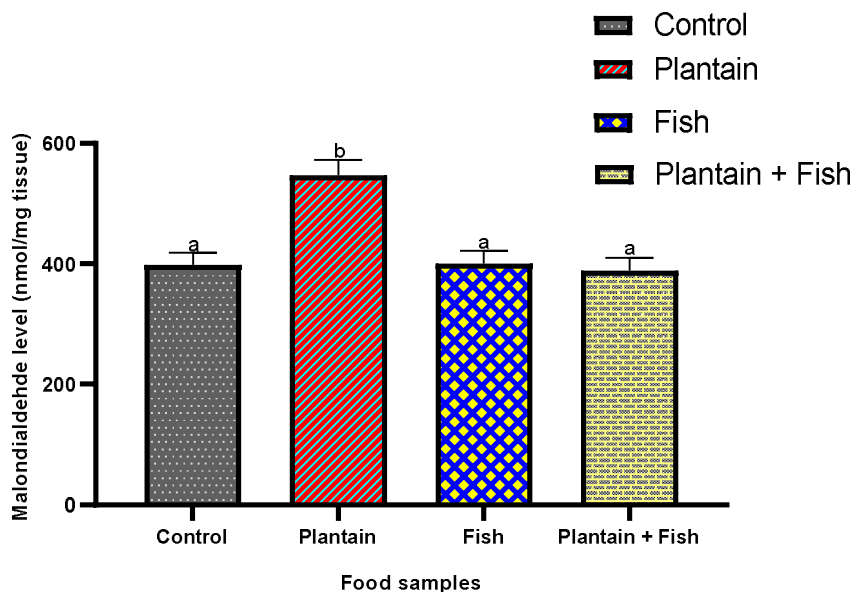 Control
Plantain
Fish
Plantain + Fish
Malondialdehde level (nmol/mg tissue)
600
400
200
0
a
b
a
a
Control
Plantain
Fish
Plantain + Fish
Food samples